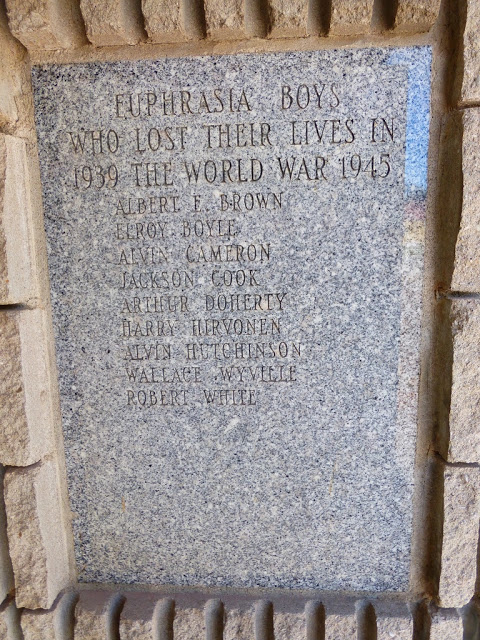 EUPHRASIA BOYS
WHO LOST THEIR LIVES IN
1939 THE WORLD WAR 1945
ALBERT E. BROWN
ELROY BOYLE
ALVIN CAMERON
JACKSON COOK
ARTHUR DOHERTY
HARRY HIRVONEN
ALVIN HUTCHINSON
WALLACE WYVILLE
ROBERT WHITE